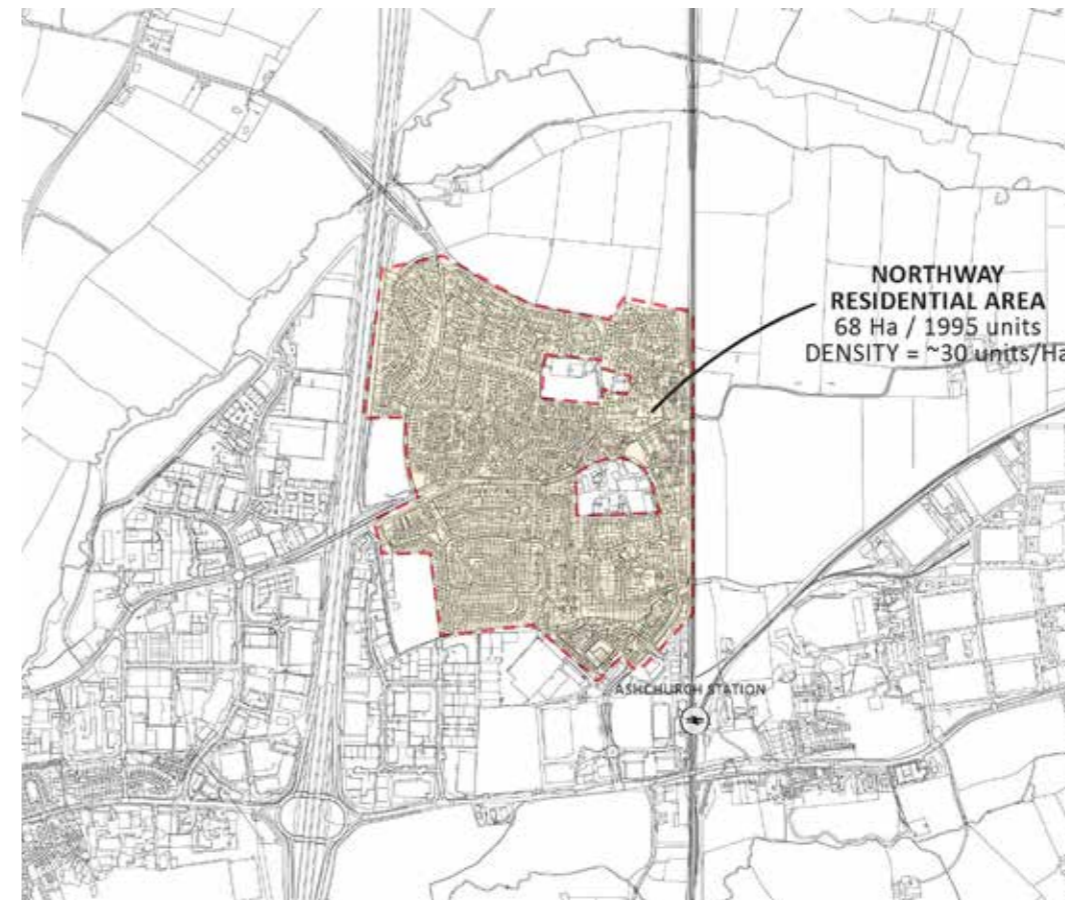 NORTHWAY
RESIDENTIAL AREA
68 Ha / 1995 units
DENSITY = ~30 units/Ha
ASHCHURCH STATION